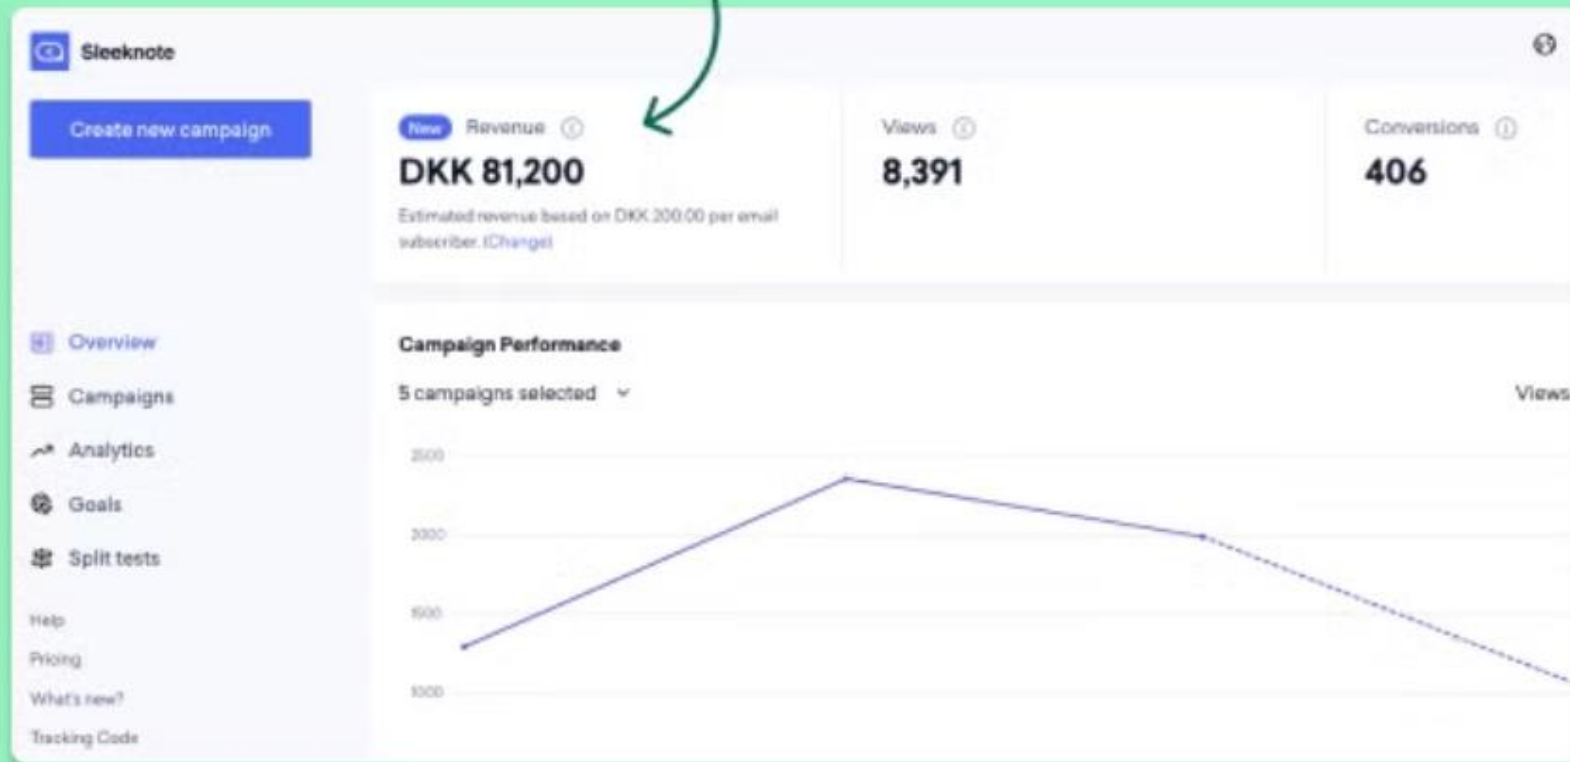 Sleeknote
Create new campaign
New Revenue
DKK 81,200
Estimated revenue based on DKK 200.00 per email
subscriber. (Change)
Views
8,391
Conversions
406
Overview
Campaigns
Analytics
Goals
Split tests
Help
Pricing
What's new?
Tracking Code
Campaign Performance
5 campaigns selected
Views
2500
2000
1500
1000